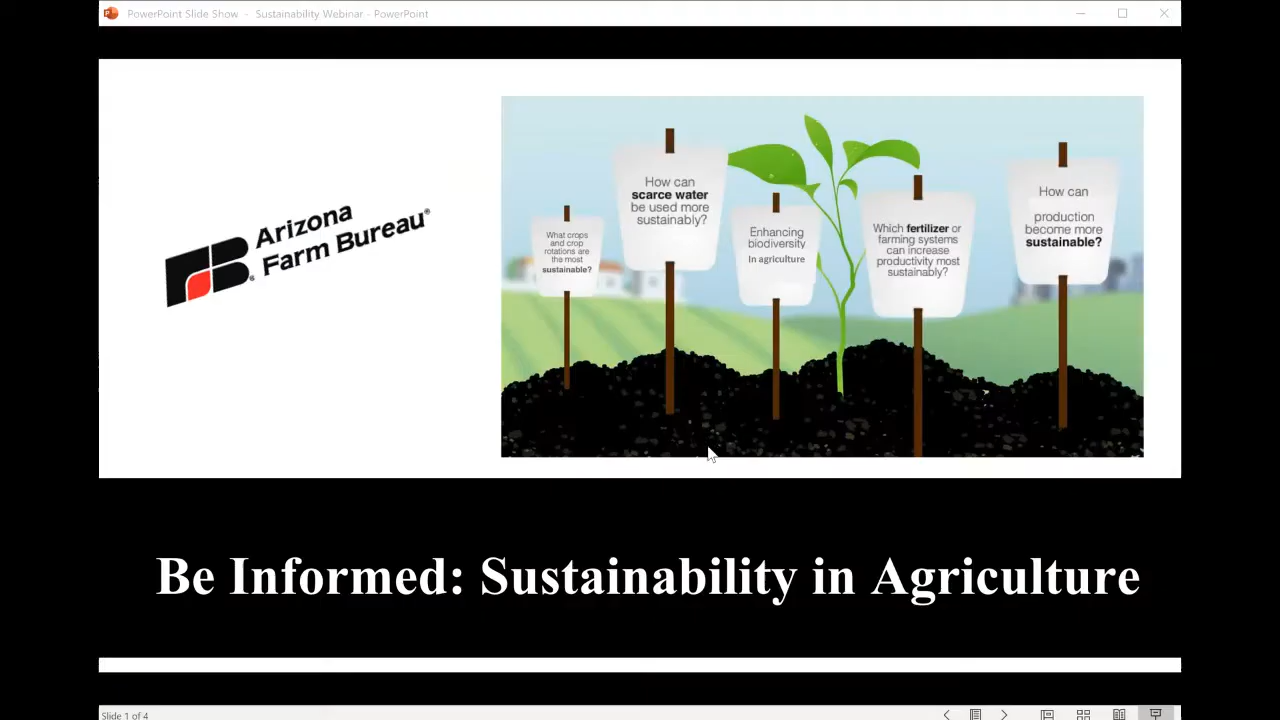 PowerPoint Slide Show - Sustainability Webinar - PowerPoint
Arizona
Farm Bureau®
What crops
and crop
rotations are
the most
sustainable?
How can
scarce water
be used more
sustainably?
Enhancing
biodiversity
In agriculture
Which fertilizer or
farming systems
can increase
productivity most
sustainably?
How can
production
become more
sustainable?
Be Informed: Sustainability in Agriculture
Slide 1 of 4